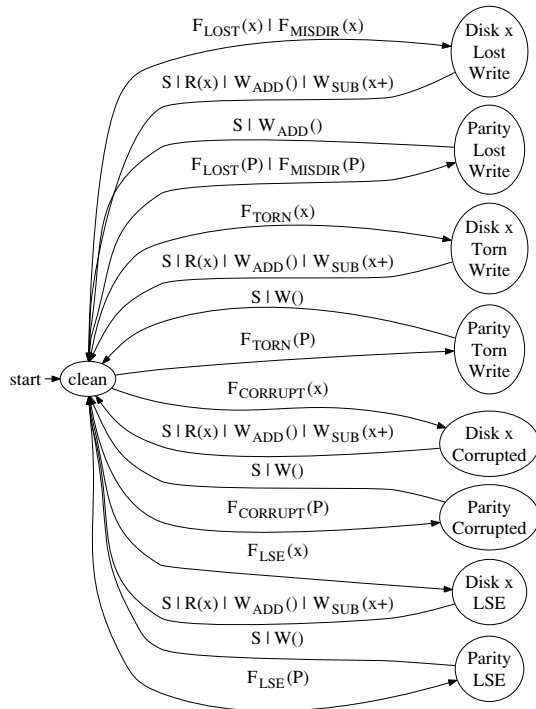 F_LOST(x) | F_MISDIR(x)
Disk x
Lost
Write
S | R(x) | W_ADD() | W_SUB(x+)
S | W_ADD()
Parity
Lost
Write
F_LOST(P) | F_MISDIR(P)
F_TORN(x)
Disk x
Torn
Write
S | R(x) | W_ADD() | W_SUB(x+)
S | W()
Parity
Torn
Write
F_TORN(P)
start
clean
F_CORRUPT(x)
S | R(x) | W_ADD() | W_SUB(x+)
Disk x
Corrupted
S | W()
Parity
Corrupted
F_CORRUPT(P)
F_LSE(x)
Disk x
LSE
S | R(x) | W_ADD() | W_SUB(x+)
S | W()
Parity
LSE
F_LSE(P)